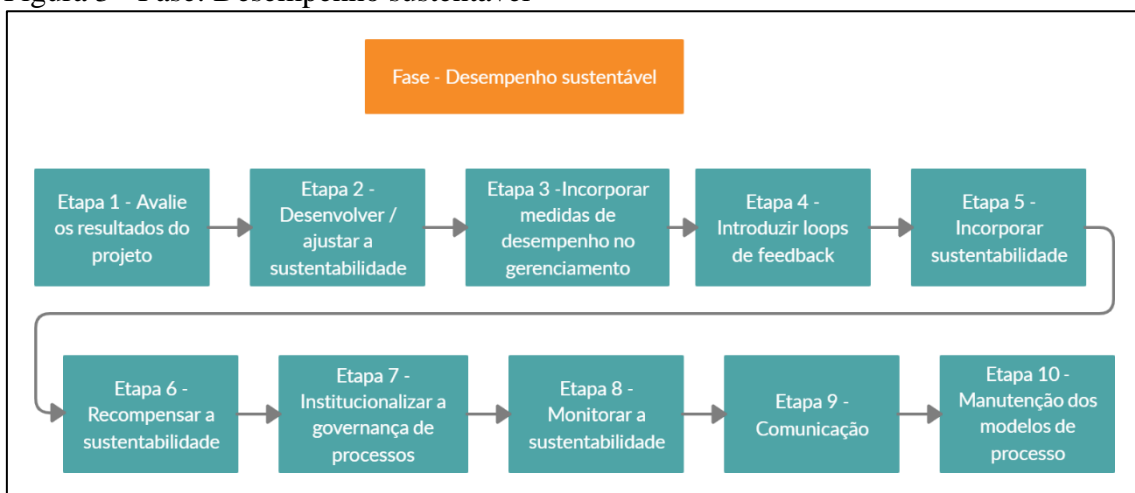 Figura 5 - Fase: Desempenho sustentável
Fase - Desempenho sustentável
Etapa 1 - Avalie
os resultados do
projeto
Etapa 2 -
Desenvolver /
ajustar a
sustentabilidade
Etapa 3 -Incorporar
medidas de
desempenho no
gerenciamento
Etapa 4 -
Introduzir loops
de feedback
Etapa 5 -
Incorporar
sustentabilidade
Etapa 6 -
Recompensar a
sustentabilidade
Etapa 7 -
Institucionalizar a
governança de
processos
Etapa 8 -
Monitorar a
sustentabilidade
Etapa 9 -
Comunicação
Etapa 10 -
Manutenção dos
modelos de
processo